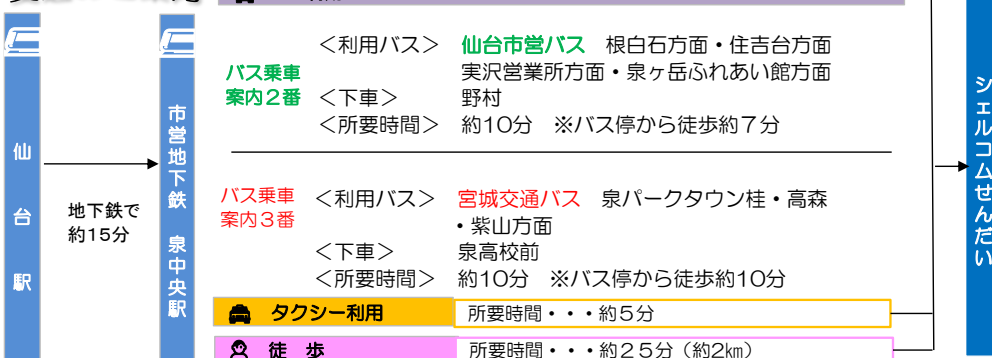 仙台駅
地下鉄で
約15分
市営地下鉄 泉中央駅
バス乗車
案内2番
<利用バス> 仙台市営バス 根白石方面・住吉台方面
実沢営業所方面・泉ヶ岳ふれあい館方面
<下車> 野村
<所要時間> 約10分 ※バス停から徒歩約7分
バス乗車
案内3番
<利用バス> 宮城交通バス 泉パークタウン桂・高森
・紫山方面
<下車> 泉高校前
<所要時間> 約10分 ※バス停から徒歩約10分
タクシー利用 所要時間・・・約5分
徒 歩 所要時間・・・約25分(約2㎞)
シェルコムせんだい